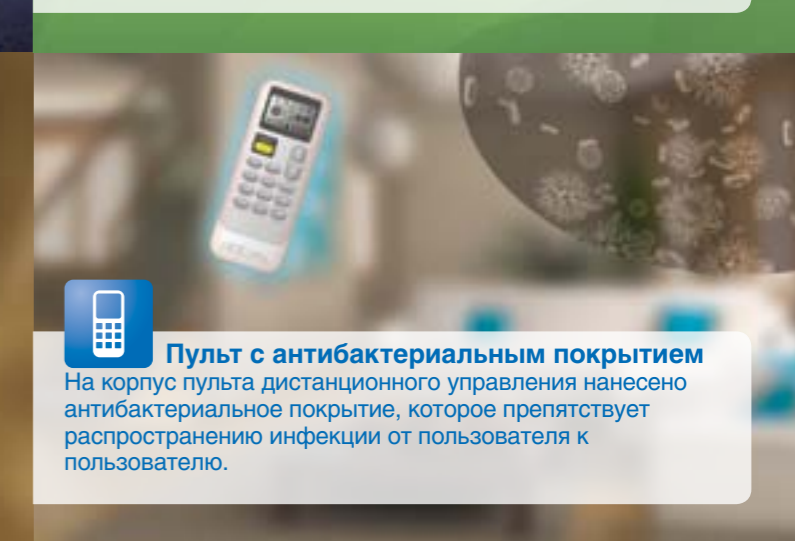 Пульт с антибактериальным покрытием
На корпус пульта дистанционного управления нанесено
антибактериальное покрытие, которое препятствует
распространению инфекции от пользователя к
пользователю.